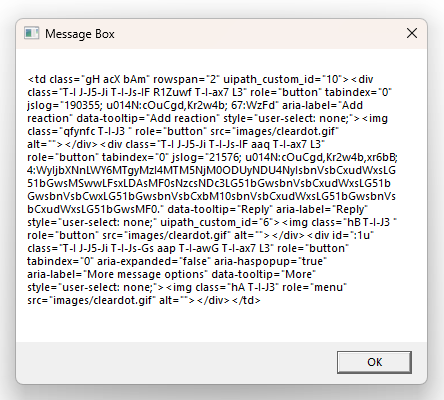 Message Box
<td class="gH acX bAm" rowspan="2" uipath_custom_id="10"><div
class="T-I J-J5-Ji T-I-Js-IF R1Zuwf T-I-ax7 L3" role="button" tabindex="0"
jslog="190355; u014N:cOuCgd,Kr2w4b; 67:WzFd" aria-label="Add
reaction" data-tooltip="Add reaction" style="user-select: none;"><img
class="qfynfc T-I-J3 " role="button" src="images/cleardot.gif"
alt=""></div><div class="T-I J-J5-Ji T-I-Js-IF aaq T-I-ax7 L3"
role="button" tabindex="0" jslog="21576; u014N:cOuCgd,Kr2w4b,xr6bB;
4:WyIjbXNnLWY6MTgyMzI4MTM5NjM0ODUyNDU4NyIsbnVsbCxudWxsLG
51bGwsMSwwLFsxLDAsMF0sNzcsNDc3LG51bGwsbnVsbCxudWxsLG51b
GwsbnVsbCwxLG51bGwsbnVsbCxbM10sbnVsbCxudWxsLG51bGwsbnVs
bCxudWxsLG51bGwsMF0." data-tooltip="Reply" aria-label="Reply"
style="user-select: none;" uipath_custom_id="6"><img class="hB T-I-J3 "
role="button" src="images/cleardot.gif" alt=""></div><div id=":1u"
class="T-I J-J5-Ji T-I-Js-Gs aap T-I-awG T-I-ax7 L3" role="button"
tabindex="0" aria-expanded="false" aria-haspopup="true"
aria-label="More message options" data-tooltip="More"
style="user-select: none;"><img class="hA T-I-J3" role="menu"
src="images/cleardot.gif" alt=""></div></td>
OK